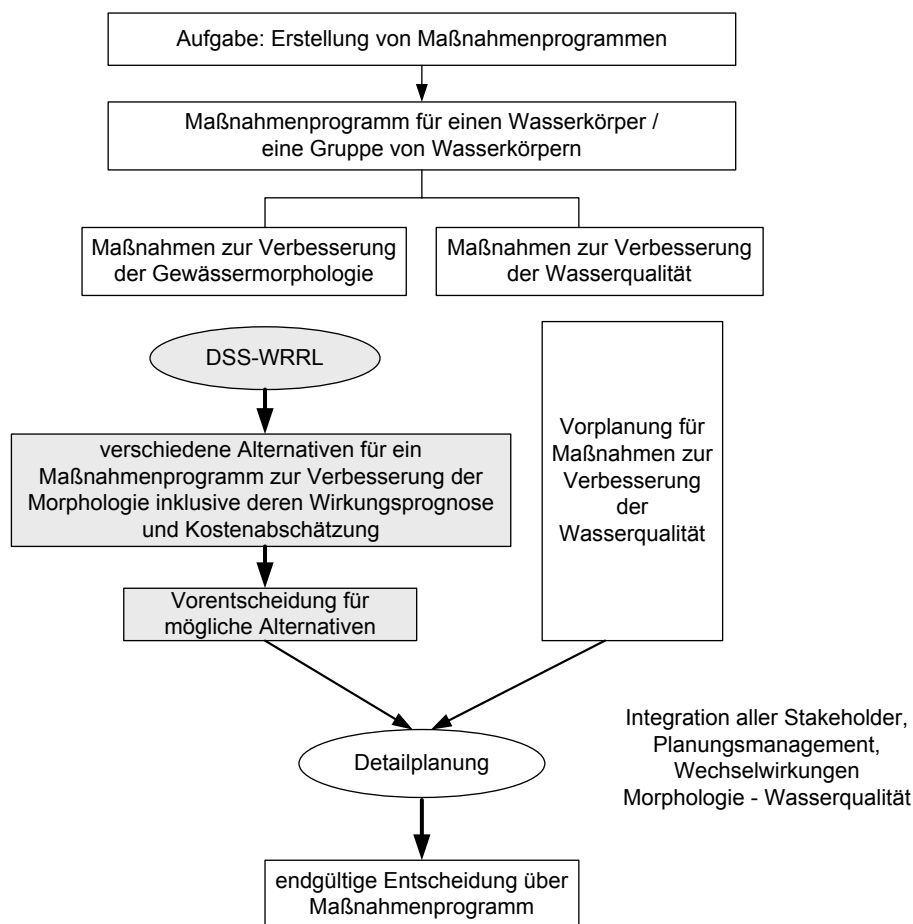 Aufgabe: Erstellung von Maßnahmenprogrammen
Maßnahmenprogramm für einen Wasserkörper /
eine Gruppe von Wasserkörpern
Maßnahmen zur Verbesserung
der Gewässermorphologie
Maßnahmen zur Verbesserung
der Wasserqualität
DSS-WRRL
verschiedene Alternativen für ein
Maßnahmenprogramm zur Verbesserung der
Morphologie inklusive deren Wirkungsprognose
und Kostenabschätzung
Vorentscheidung für
mögliche Alternativen
Vorplanung für
Maßnahmen zur
Verbesserung
der
Wasserqualität
Detailplanung
Integration aller Stakeholder,
Planungsmanagement,
Wechselwirkungen
Morphologie - Wasserqualität
endgültige Entscheidung über
Maßnahmenprogramm